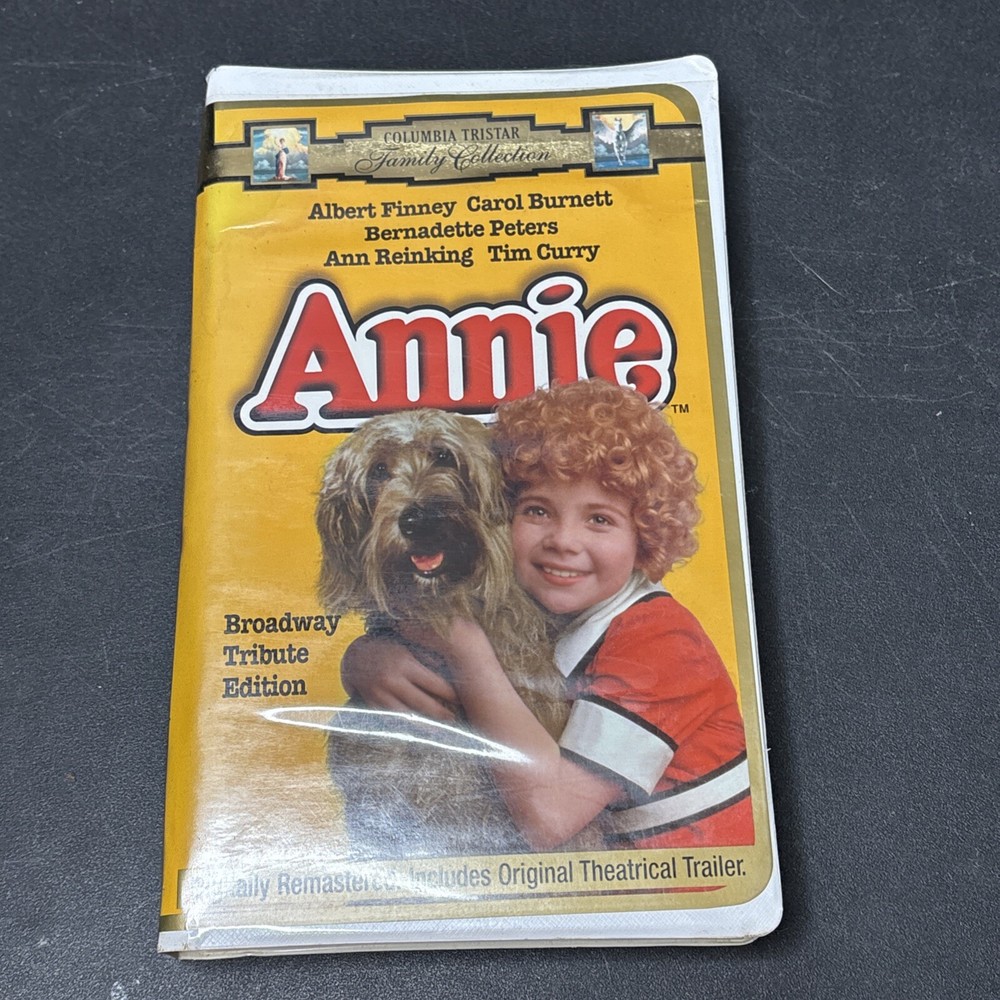 COLUMBIA TRISTAR
Family Collection
Albert Finney Carol Burnett
Bernadette Peters
Ann Reinking Tim Curry
Annie
TM
Broadway
Tribute
Edition
Remastered. Includes Original Theatrical Trailer.